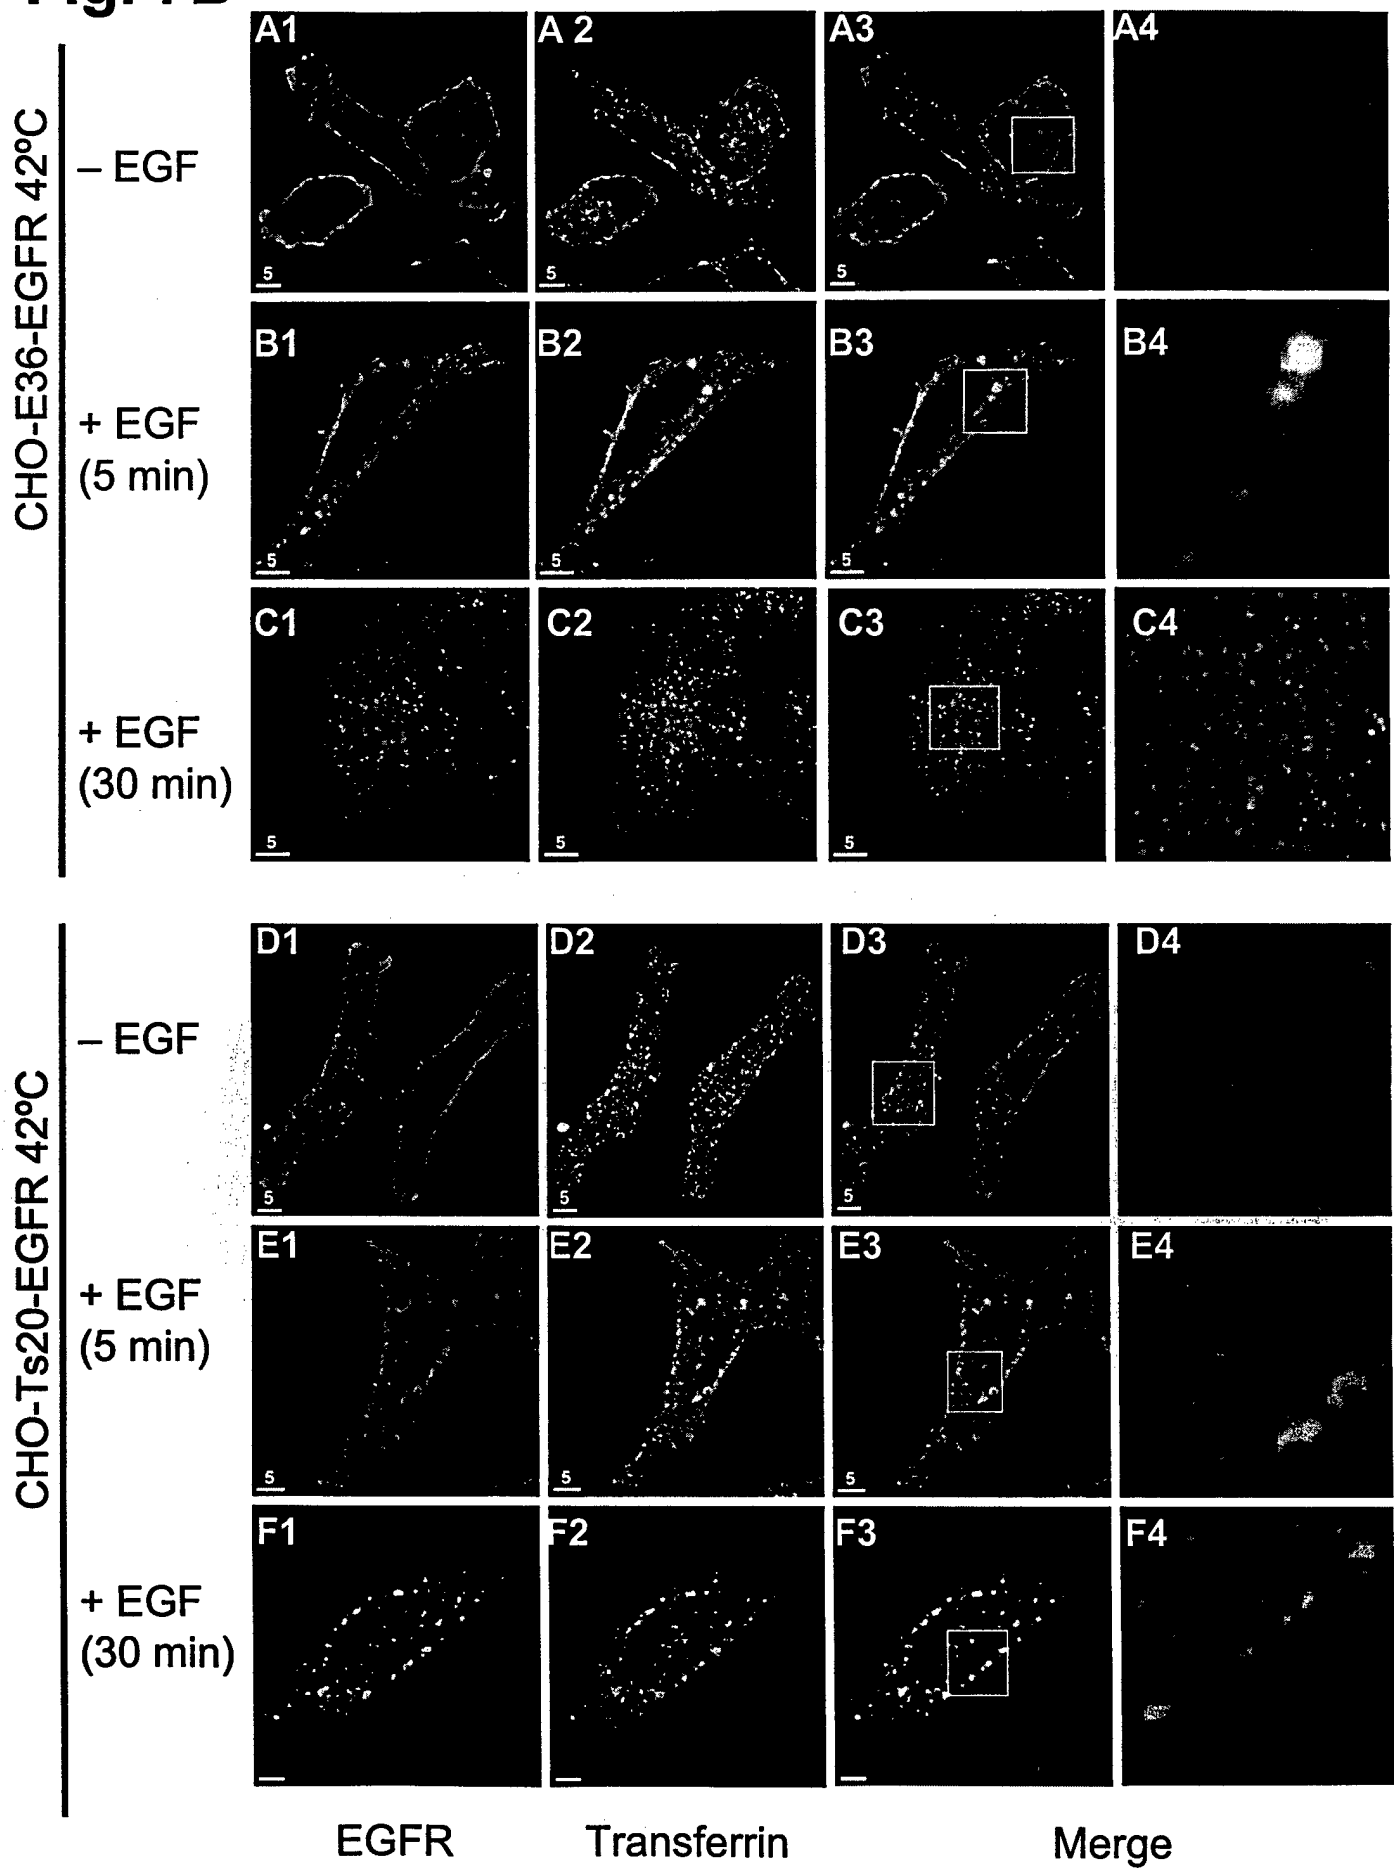 A1 A 2 A3 A4
– EGF
5 5 5
CHO-E36-EGFR 42ºC
B1 B2 B3 B4
+ EGF
(5 min)
5 5 5
C1 C2 C3 C4
+ EGF
(30 min)
5 5 5
D1 D2 D3 D4
– EGF
5 5 5
CHO-Ts20-EGFR 42ºC
E1 E2 E3 E4
+ EGF
(5 min)
5 5 5
F1 F2 F3 F4
+ EGF
(30 min)
EGFR Transferrin Merge